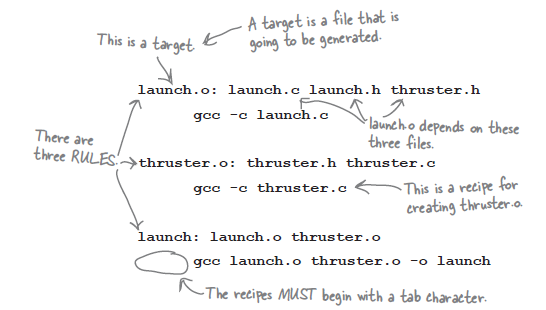 A target is a file that is
going to be generated.
This is a target.
launch.o: launch.c launch.h thruster.h
gcc -c launch.c
launch.o depends on these
three files.
There are
three RULES.
thruster.o: thruster.h thruster.c
gcc -c thruster.c
This is a recipe for
creating thruster.o.
launch: launch.o thruster.o
gcc launch.o thruster.o -o launch
The recipes MUST begin with a tab character.